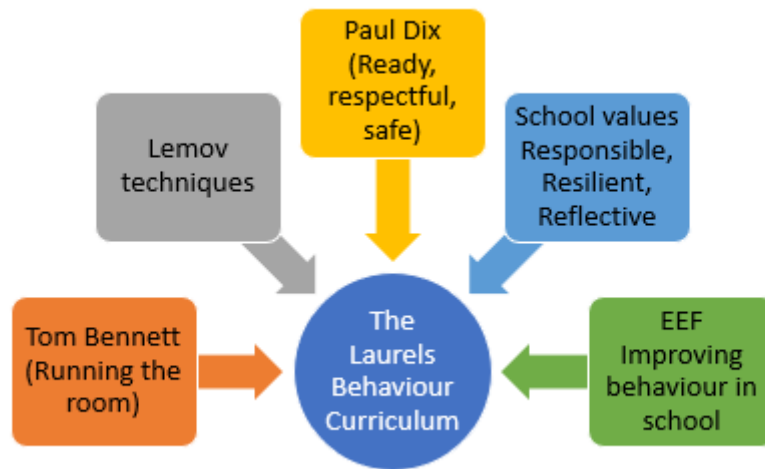 Paul Dix
(Ready,
respectful,
safe)
Lemov
techniques
School values
Responsible,
Resilient,
Reflective
Tom Bennett
(Running the
room)
The
Laurels
Behaviour
Curriculum
EEF
Improving
behaviour in
school